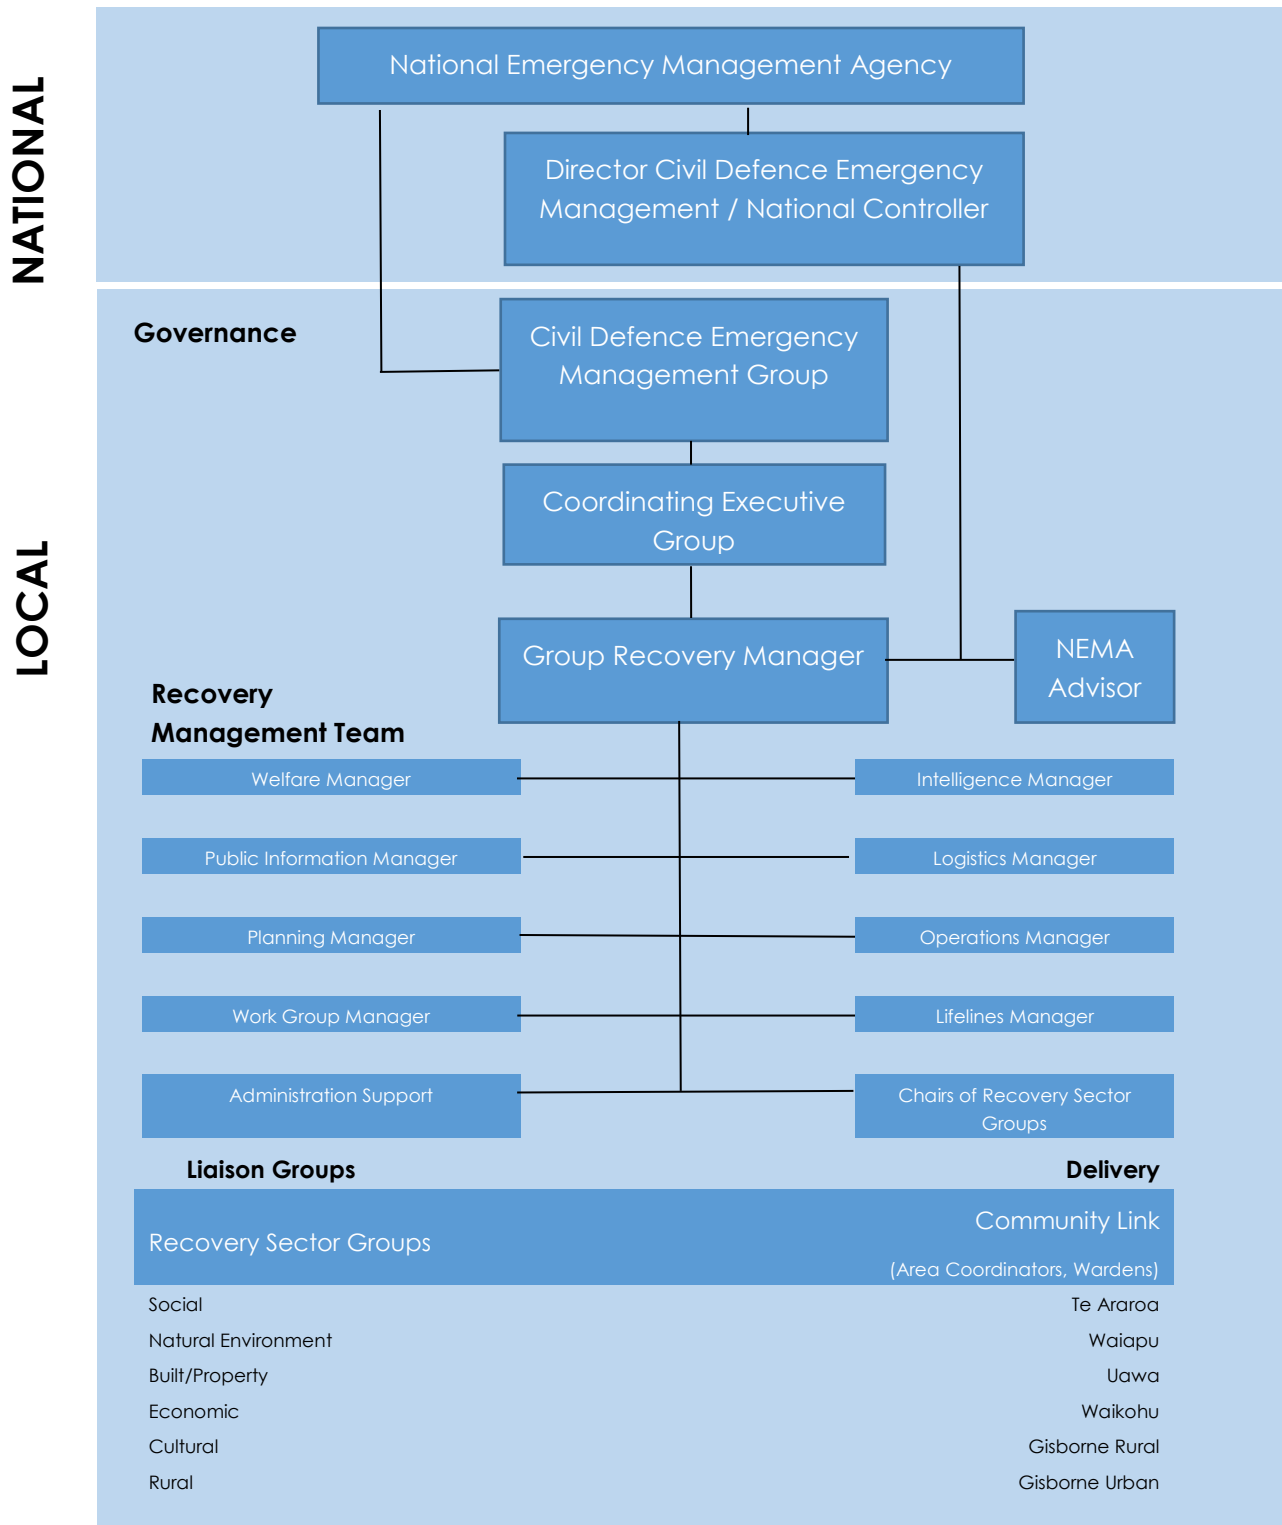 NATIONAL
National Emergency Management Agency
Director Civil Defence Emergency
Management / National Controller
LOCAL
Governance
Civil Defence Emergency
Management Group
Coordinating Executive
Group
Group Recovery Manager
NEMA
Advisor
Recovery
Management Team
Welfare Manager
Intelligence Manager
Public Information Manager
Logistics Manager
Planning Manager
Operations Manager
Work Group Manager
Lifelines Manager
Administration Support
Chairs of Recovery Sector
Groups
Liaison Groups
Delivery
Recovery Sector Groups
Community Link
(Area Coordinators, Wardens)
Social
Te Araroa
Natural Environment
Waiapu
Built/Property
Uawa
Economic
Waikohu
Cultural
Gisborne Rural
Rural
Gisborne Urban